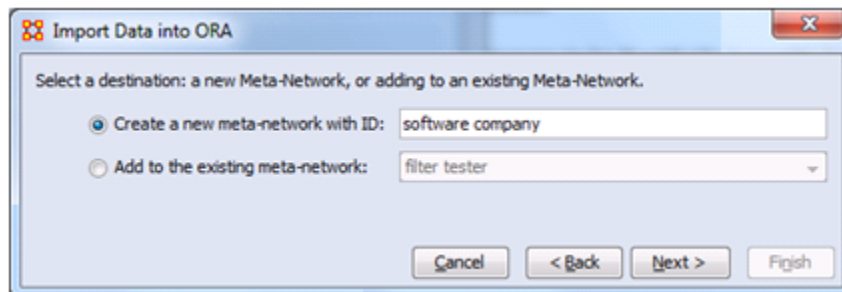 Import Data into ORA
Select a destination: a new Meta-Network, or adding to an existing Meta-Network.
Create a new meta-network with ID: software company
Add to the existing meta-network: filter tester
Cancel < Back Next > Finish